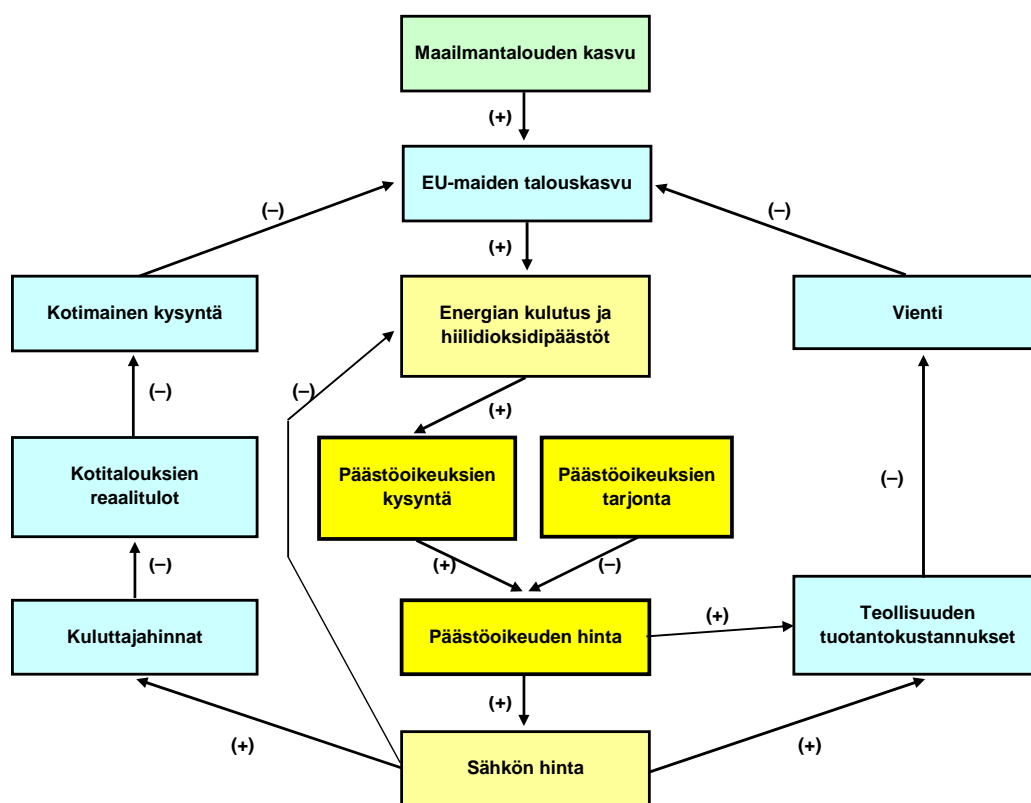 Maailmantalouden kasvu
(+)
EU-maiden talouskasvu
(–)
(+)
(–)
Kotimainen kysyntä
Energian kulutus ja
hiilidioksidipäästöt
Vienti
(–)
(–)
(+)
Kotitalouksien
reaalitulot
Päästöoikeuksien
kysyntä
Päästöoikeuksien
tarjonta
(–)
(–)
(+)
(–)
Kuluttajahinnat
Päästöoikeuden hinta
(+)
Teollisuuden
tuotantokustannukset
(+)
(+)
(+)
Sähkön hinta